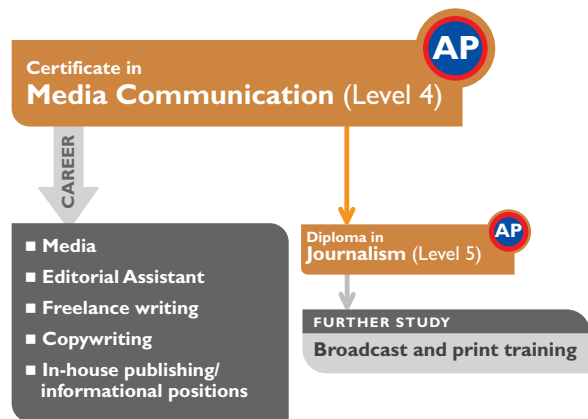 AP
Certificate in
Media Communication (Level 4)
CAREER
■ Media
■ Editorial Assistant
■ Freelance writing
■ Copywriting
■ In-house publishing/
informational positions
AP
Diploma in
Journalism (Level 5)
FURTHER STUDY
Broadcast and print training